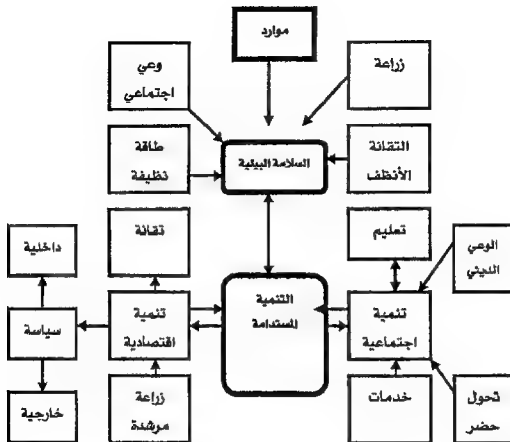 موارد
زراعة
وعي
اجتماعي
السلامة البيئية
التقانة
الأنظف
طاقة
نظيفة
تعليم
الوعي
الديني
تقانة
داخلية
التنمية
المستدامة
تنمية
اجتماعية
تنمية
اقتصادية
سياسة
تحول
حضر
خدمات
زراعة
مرشدة
خارجية